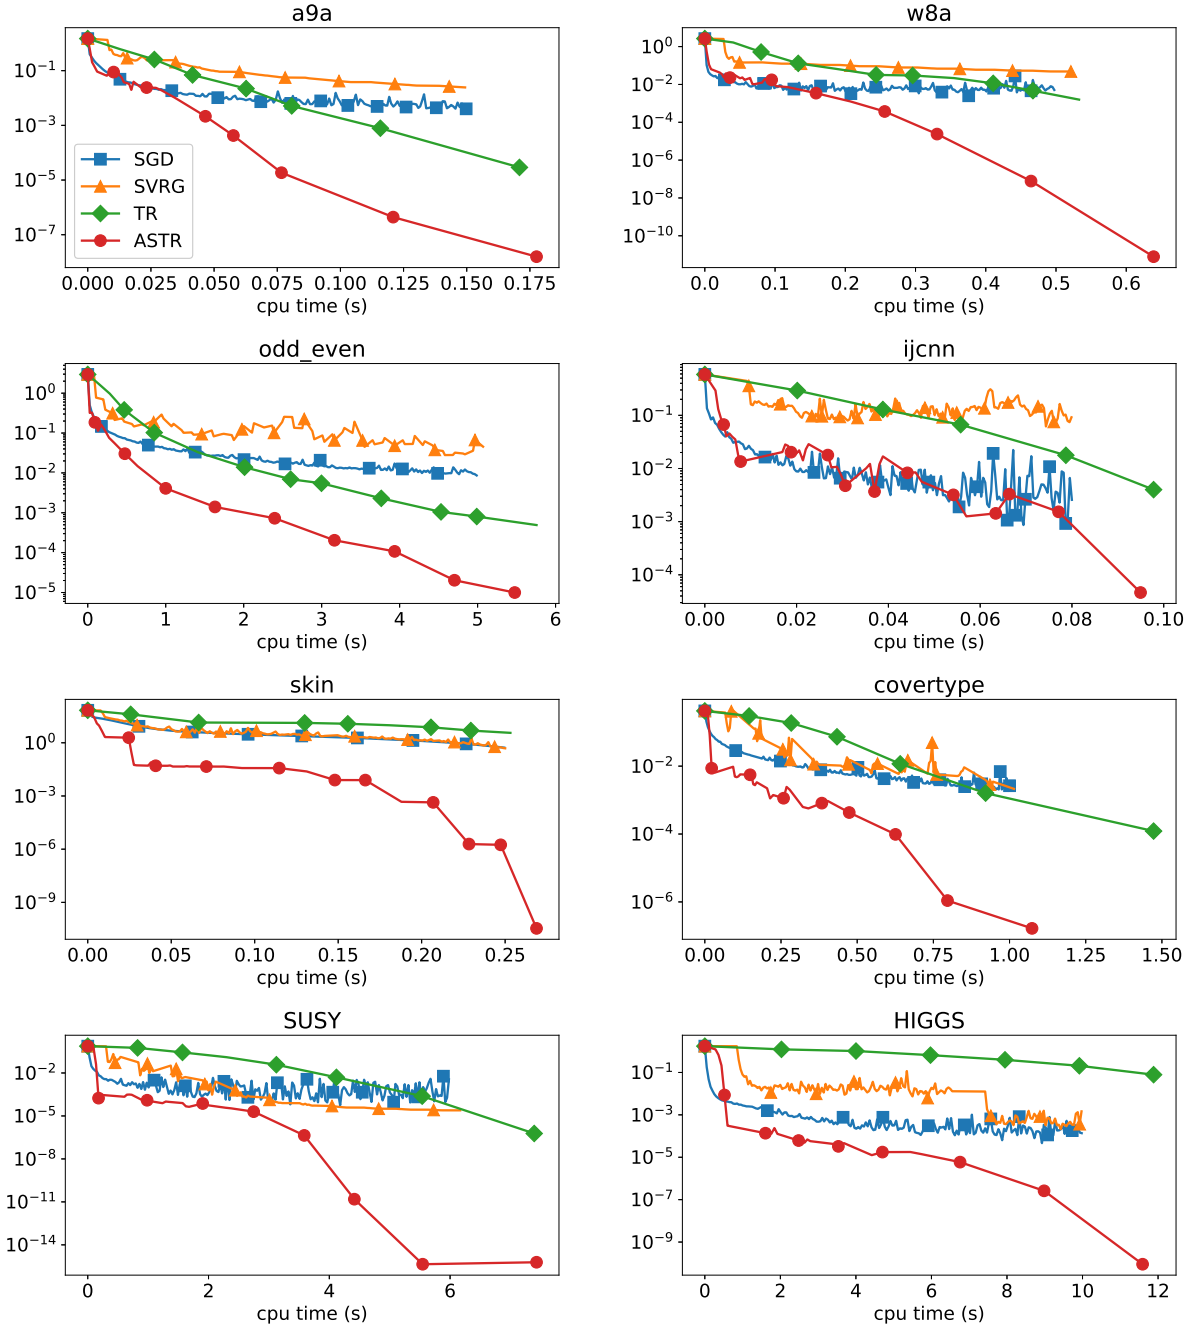 a9a
10⁻¹
10⁻³
10⁻⁵
10⁻⁷
SGD
SVRG
TR
ASTR
0.000 0.025 0.050 0.075 0.100 0.125 0.150 0.175
cpu time (s)
w8a
10⁰
10⁻²
10⁻⁴
10⁻⁶
10⁻⁸
10⁻¹⁰
0.0 0.1 0.2 0.3 0.4 0.5 0.6
cpu time (s)
odd_even
10⁰
10⁻¹
10⁻²
10⁻³
10⁻⁴
10⁻⁵
0 1 2 3 4 5 6
cpu time (s)
ijcnn
10⁻¹
10⁻²
10⁻³
10⁻⁴
0.00 0.02 0.04 0.06 0.08 0.10
cpu time (s)
skin
10⁰
10⁻³
10⁻⁶
10⁻⁹
0.00 0.05 0.10 0.15 0.20 0.25
cpu time (s)
covertype
10⁻²
10⁻⁴
10⁻⁶
0.00 0.25 0.50 0.75 1.00 1.25 1.50
cpu time (s)
SUSY
10⁻²
10⁻⁵
10⁻⁸
10⁻¹¹
10⁻¹⁴
0 2 4 6
cpu time (s)
HIGGS
10⁻¹
10⁻³
10⁻⁵
10⁻⁷
10⁻⁹
0 2 4 6 8 10 12
cpu time (s)